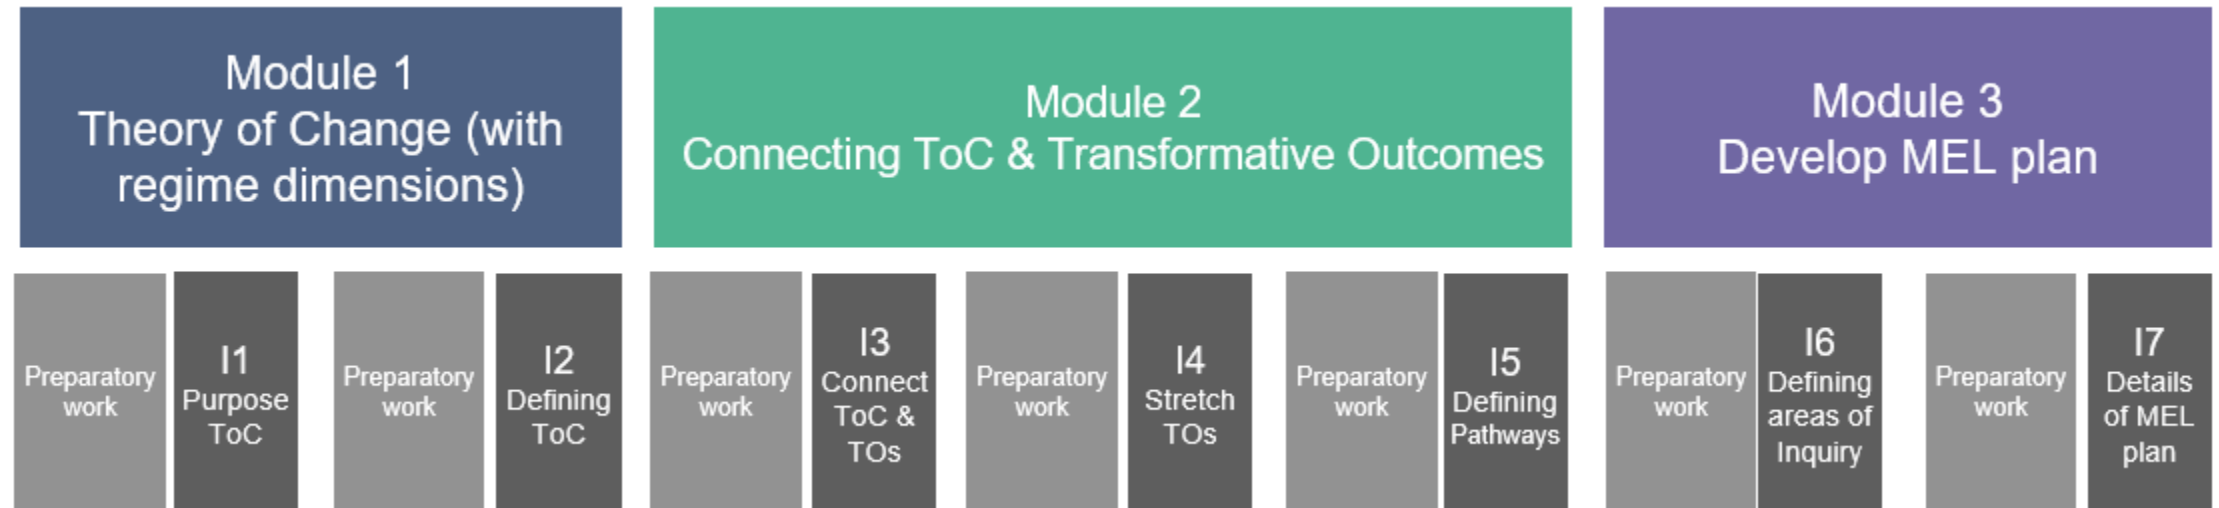 Module 1
Theory of Change (with
regime dimensions)
Module 2
Connecting ToC & Transformative Outcomes
Module 3
Develop MEL plan
Preparatory
work
I1
Purpose
ToC
Preparatory
work
I2
Defining
ToC
Preparatory
work
I3
Connect
ToC &
TOs
Preparatory
work
I4
Stretch
TOs
Preparatory
work
I5
Defining
Pathways
Preparatory
work
I6
Defining
areas of
Inquiry
Preparatory
work
I7
Details
of MEL
plan